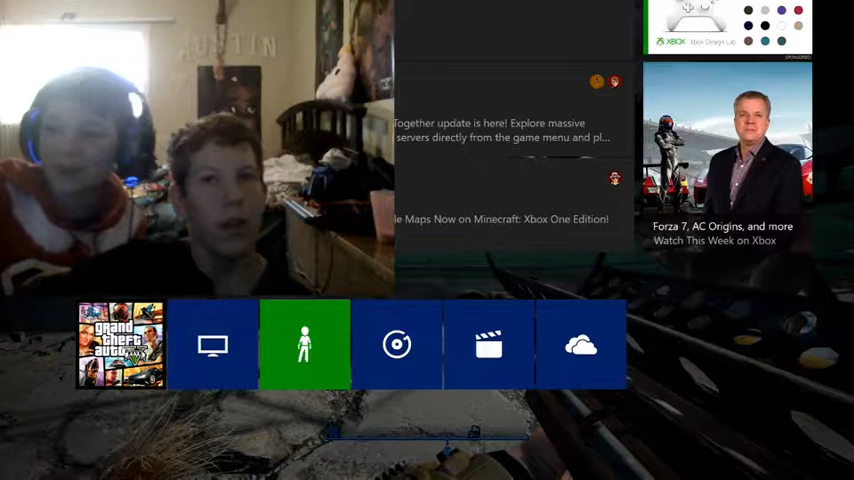 XBOX Xbox Design Lab
SPONSORED
Together update is here! Explore massive
servers directly from the game menu and pl...
le Maps Now on Minecraft: Xbox One Edition!
Forza 7, AC Origins, and more
Watch This Week on Xbox
grand
theft
auto